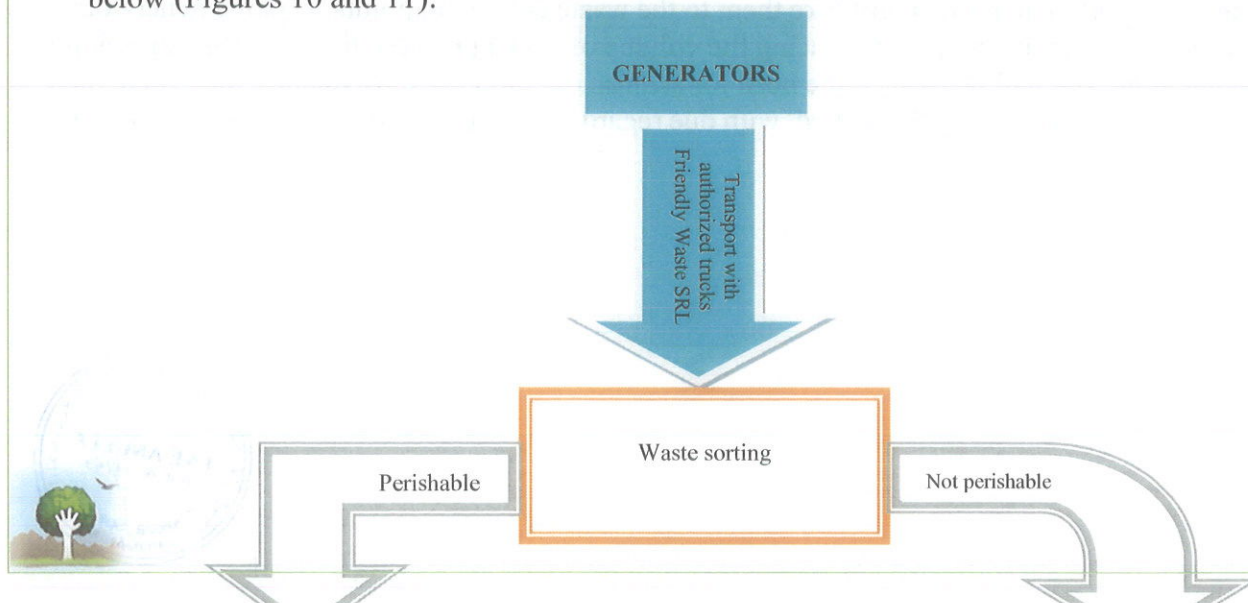 below (Figures 10 and 11).
GENERATORS
Transport with
authorized trucks
Friendly Waste SRL
Waste sorting
Perishable
Not perishable